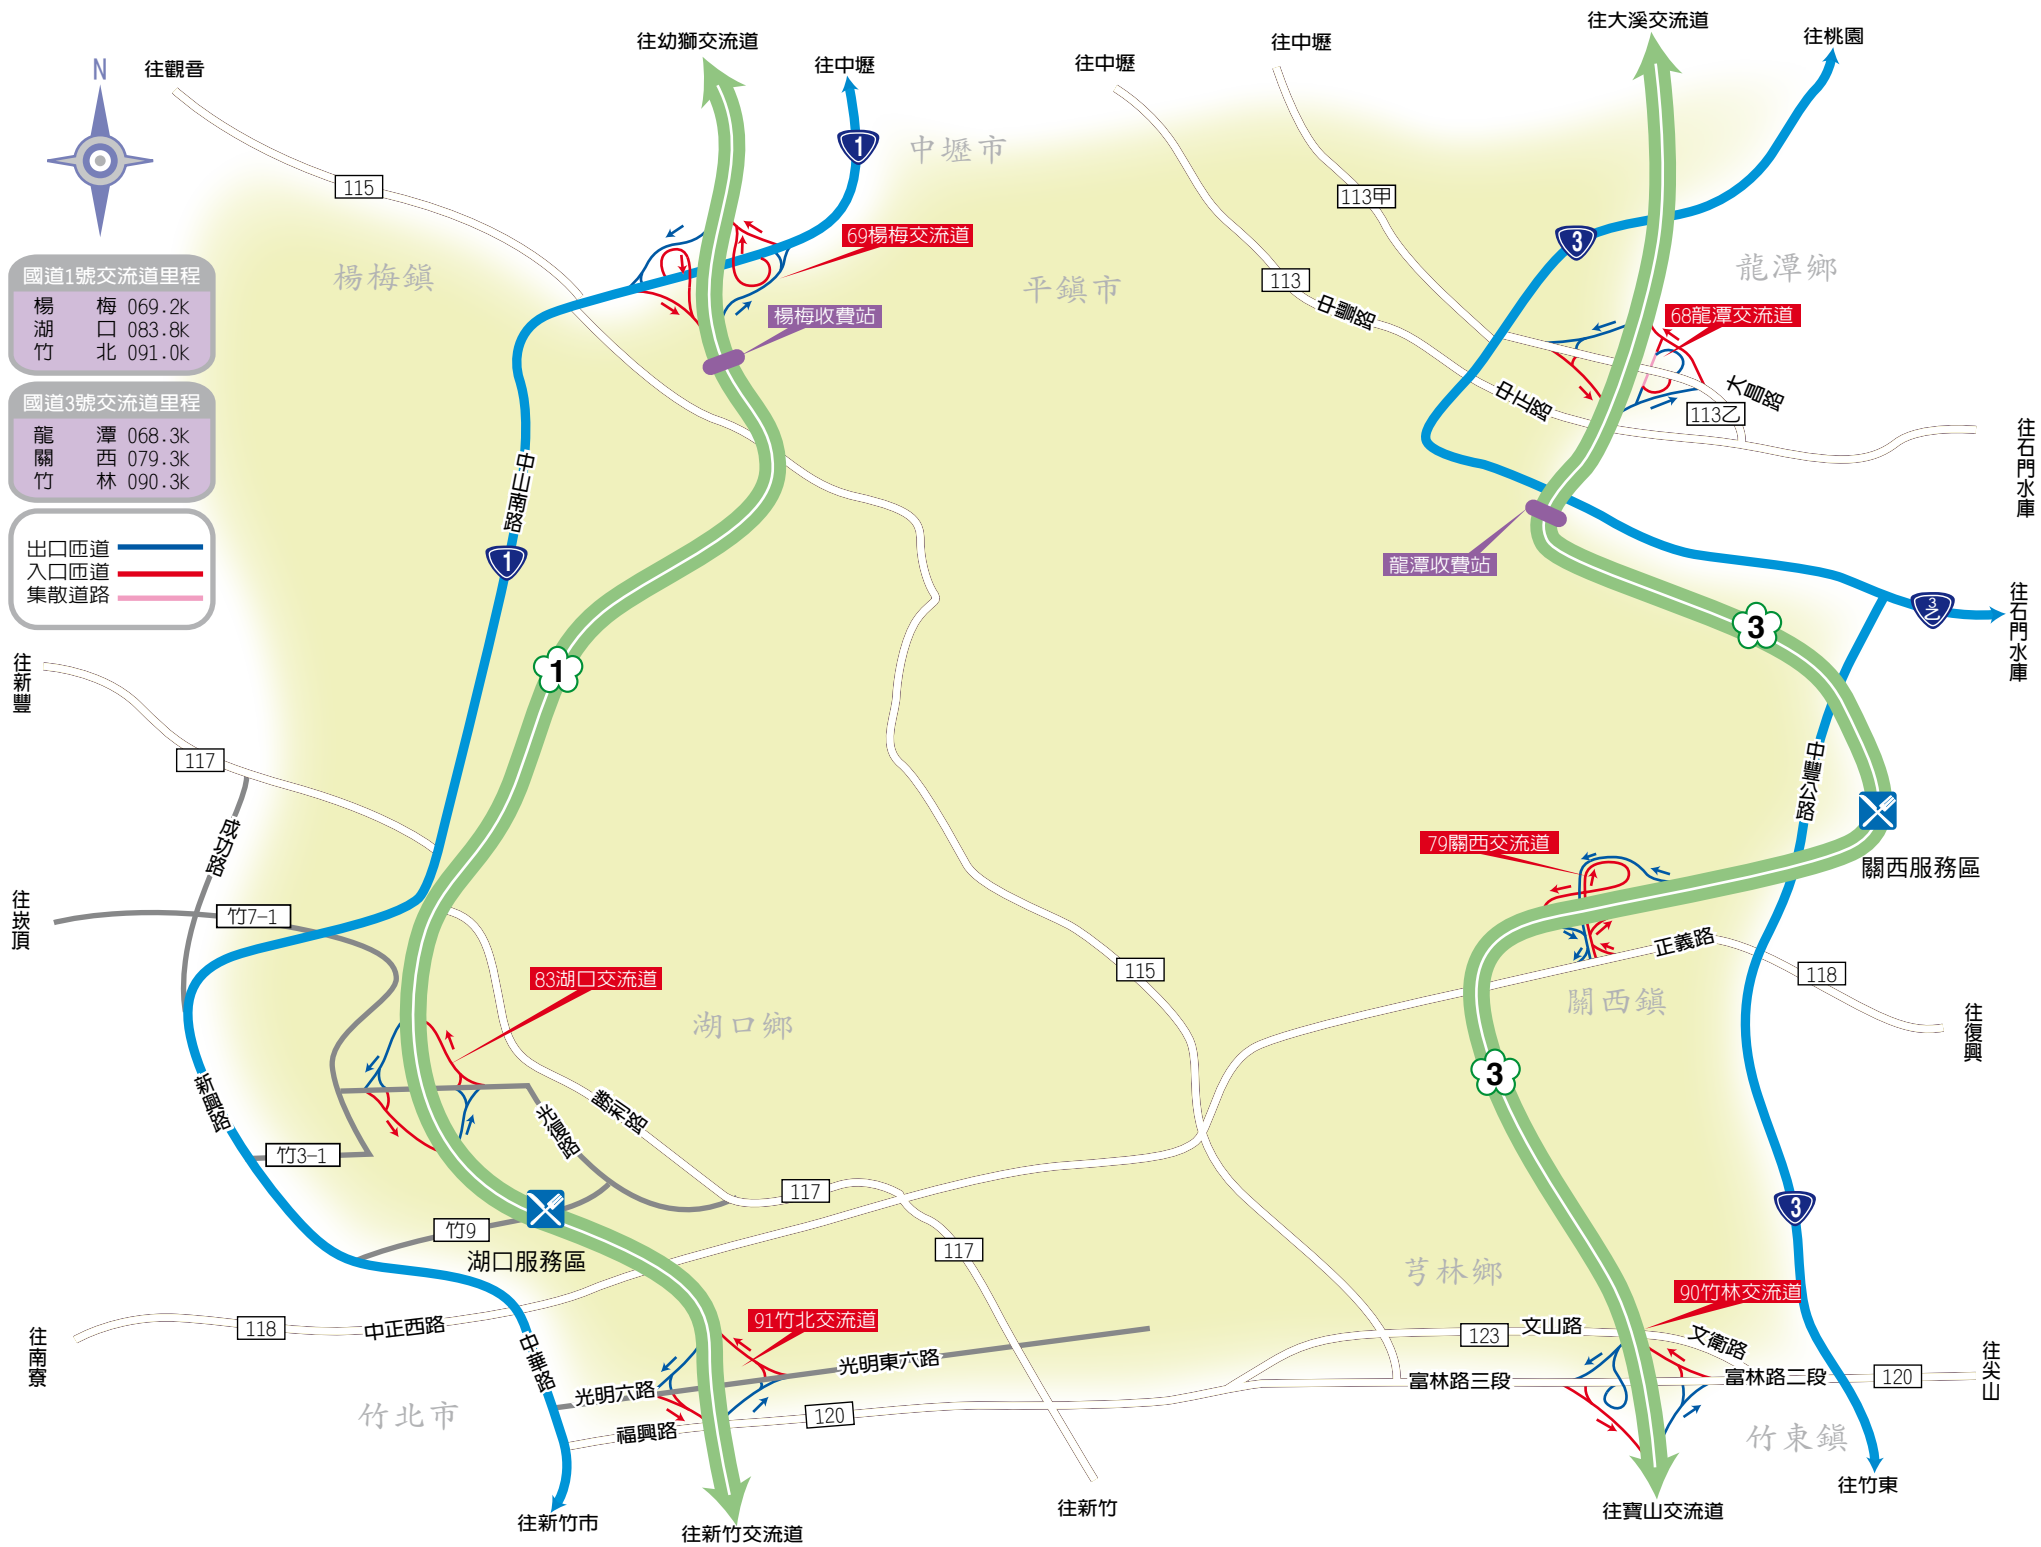 往幼獅交流道
往中壢
往中壢
往中壢
往大溪交流道
往桃園
N
往觀音
1
中壢市
115
113甲
69楊梅交流道
3
龍潭鄉
國道1號交流道里程
楊梅 069.2K
湖口 083.8K
竹北 091.0K
楊梅鎮
平鎮市
113
中豐路
楊梅收費站
68龍潭交流道
國道3號交流道里程
龍潭 068.3K
關西 079.3K
竹林 090.3K
中正路
大昌路
113乙
往石門水庫
中山南路
出口匝道
入口匝道
集散道路
1
龍潭收費站
3
3乙
往石門水庫
往新豐
1
117
中豐公路
成功路
79關西交流道
關西服務區
往崁頂
竹7-1
正義路
83湖口交流道
115
118
湖口鄉
關西鎮
往復興
3
新興路
光復路
勝利路
竹3-1
117
3
竹9
117
湖口服務區
芎林鄉
90竹林交流道
118
中正西路
91竹北交流道
123
文山路
文衛路
往南寮
中華路
光明六路
光明東六路
富林路三段
富林路三段
120
往尖山
竹北市
福興路
120
竹東鎮
往竹東
往新竹市
往新竹交流道
往新竹
往寶山交流道